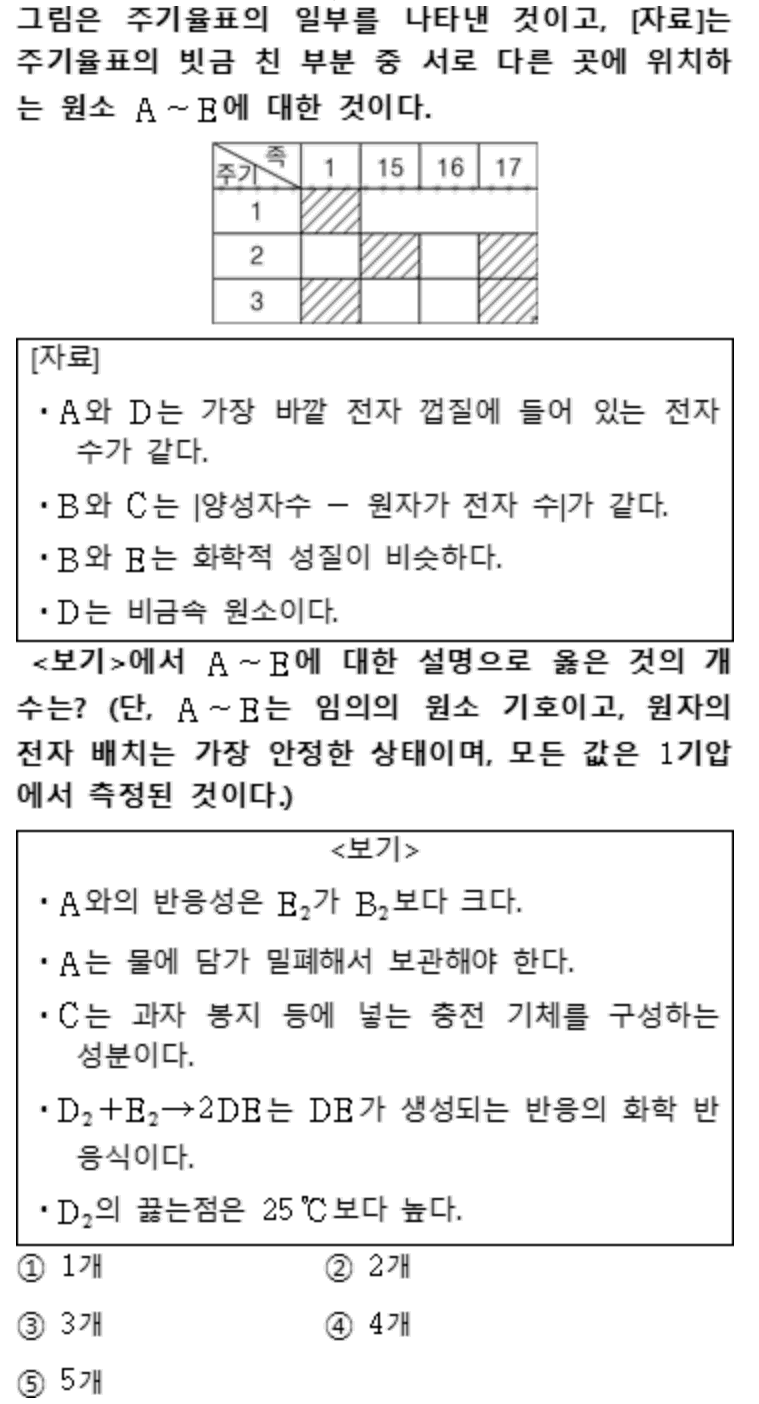 그림은 주기율표의 일부를 나타낸 것이고, [자료]는
주기율표의 빗금 친 부분 중 서로 다른 곳에 위치하
는 원소 A ~ E에 대한 것이다.
족
주기 1 15 16 17
1
2
3
[자료]
· A와 D는 가장 바깥 전자 껍질에 들어 있는 전자
수가 같다.
· B와 C는 |양성자수 - 원자가 전자 수|가 같다.
· B와 E는 화학적 성질이 비슷하다.
· D는 비금속 원소이다.
<보기>에서 A ~ E에 대한 설명으로 옳은 것의 개
수는? (단, A ~ E는 임의의 원소 기호이고, 원자의
전자 배치는 가장 안정한 상태이며, 모든 값은 1기압
에서 측정된 것이다.)
<보기>
· A와의 반응성은 E₂가 B₂보다 크다.
· A는 물에 담가 밀폐해서 보관해야 한다.
· C는 과자 봉지 등에 넣는 충전 기체를 구성하는
성분이다.
· D₂+E₂→2DE는 DE가 생성되는 반응의 화학 반
응식이다.
· D₂의 끓는점은 25℃보다 높다.
① 1개 ② 2개
③ 3개 ④ 4개
⑤ 5개